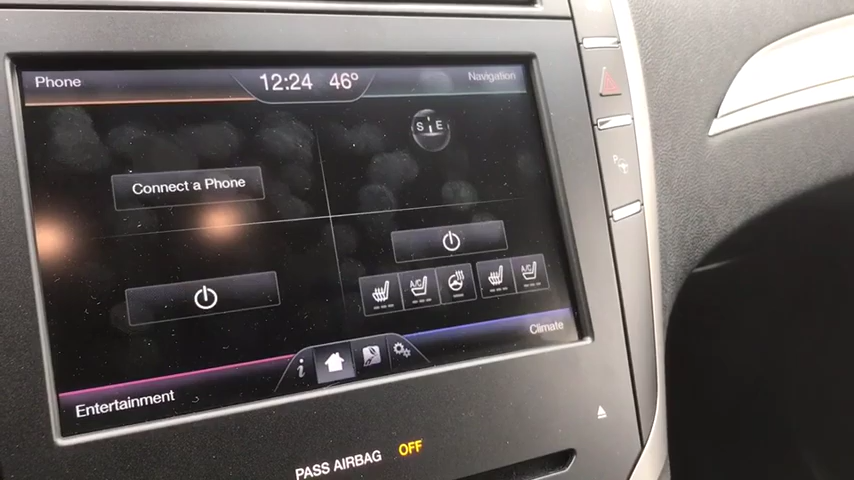 Phone
12:24 46°
Navigation
S E
Connect a Phone
A/C
A/C
Climate
i
Entertainment
PASS AIRBAG OFF
P